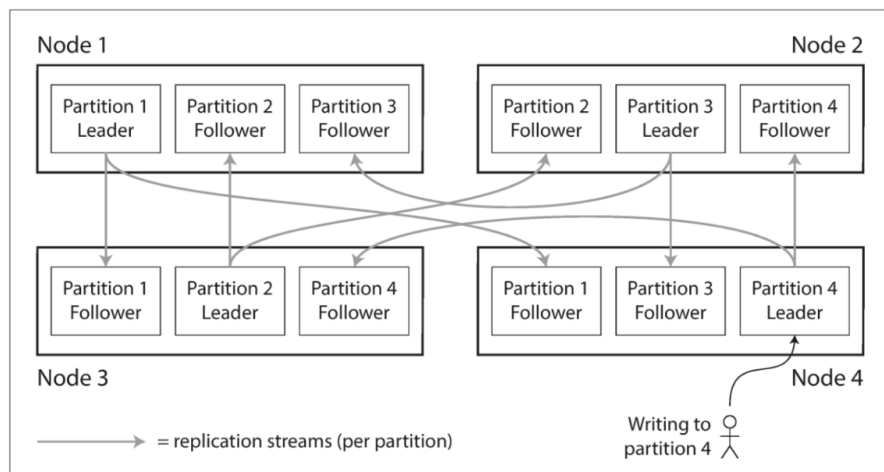 Node 1
Node 2
Partition 1
Leader
Partition 2
Follower
Partition 3
Follower
Partition 2
Follower
Partition 3
Leader
Partition 4
Follower
Partition 1
Follower
Partition 2
Leader
Partition 4
Follower
Partition 1
Follower
Partition 3
Follower
Partition 4
Leader
Node 3
Node 4
= replication streams (per partition)
Writing to
partition 4